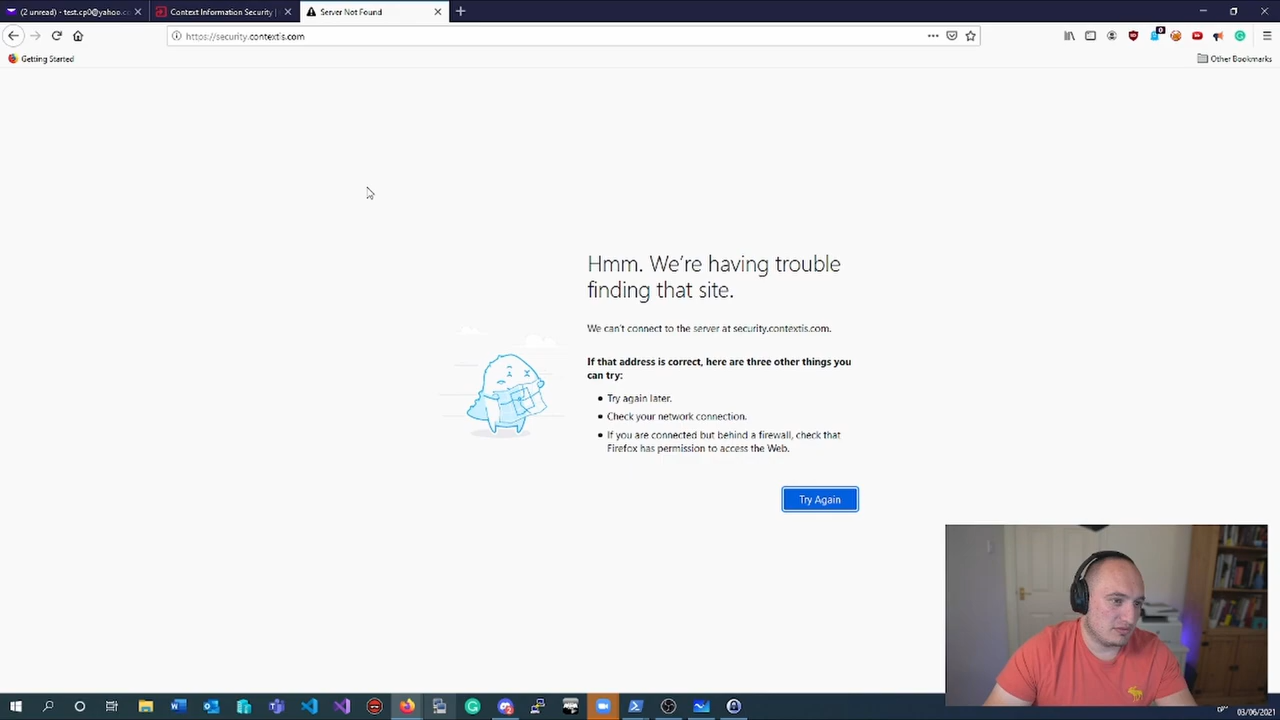 (2 unread) - test.cp0@yahoo.c
Context Information Security |
Server Not Found
https://security.contextis.com
Getting Started
Other Bookmarks
Hmm. We're having trouble
finding that site.
We can't connect to the server at security.contextis.com.
If that address is correct, here are three other things you
can try:
Try again later.
Check your network connection.
If you are connected but behind a firewall, check that
Firefox has permission to access the Web.
Try Again
03/06/2021